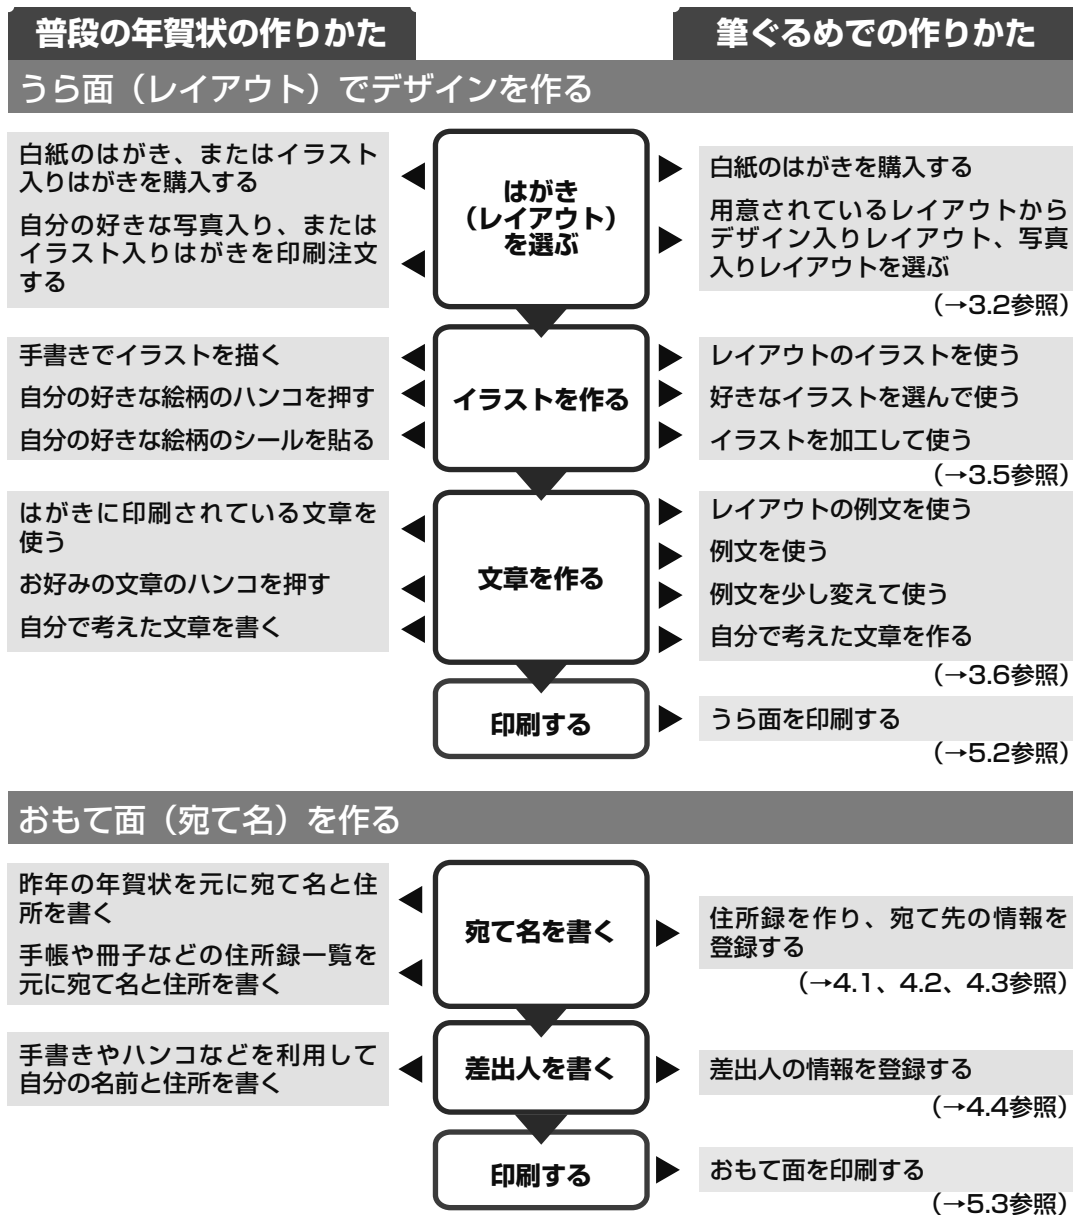 普段の年賀状の作りかた
筆ぐるめでの作りかた
うら面（レイアウト）でデザインを作る
白紙のはがき、またはイラスト
入りはがきを購入する
自分の好きな写真入り、または
イラスト入りはがきを印刷注文
する
はがき
（レイアウト）
を選ぶ
白紙のはがきを購入する
用意されているレイアウトから
デザイン入りレイアウト、写真
入りレイアウトを選ぶ
（→3.2参照）
手書きでイラストを描く
自分の好きな絵柄のハンコを押す
自分の好きな絵柄のシールを貼る
イラストを作る
レイアウトのイラストを使う
好きなイラストを選んで使う
イラストを加工して使う
（→3.5参照）
はがきに印刷されている文章を
使う
お好みの文章のハンコを押す
自分で考えた文章を書く
文章を作る
レイアウトの例文を使う
例文を使う
例文を少し変えて使う
自分で考えた文章を作る
（→3.6参照）
印刷する
うら面を印刷する
（→5.2参照）
おもて面（宛て名）を作る
昨年の年賀状を元に宛て名と住
所を書く
手帳や冊子などの住所録一覧を
元に宛て名と住所を書く
宛て名を書く
住所録を作り、宛て先の情報を
登録する
（→4.1、4.2、4.3参照）
手書きやハンコなどを利用して
自分の名前と住所を書く
差出人を書く
差出人の情報を登録する
（→4.4参照）
印刷する
おもて面を印刷する
（→5.3参照）